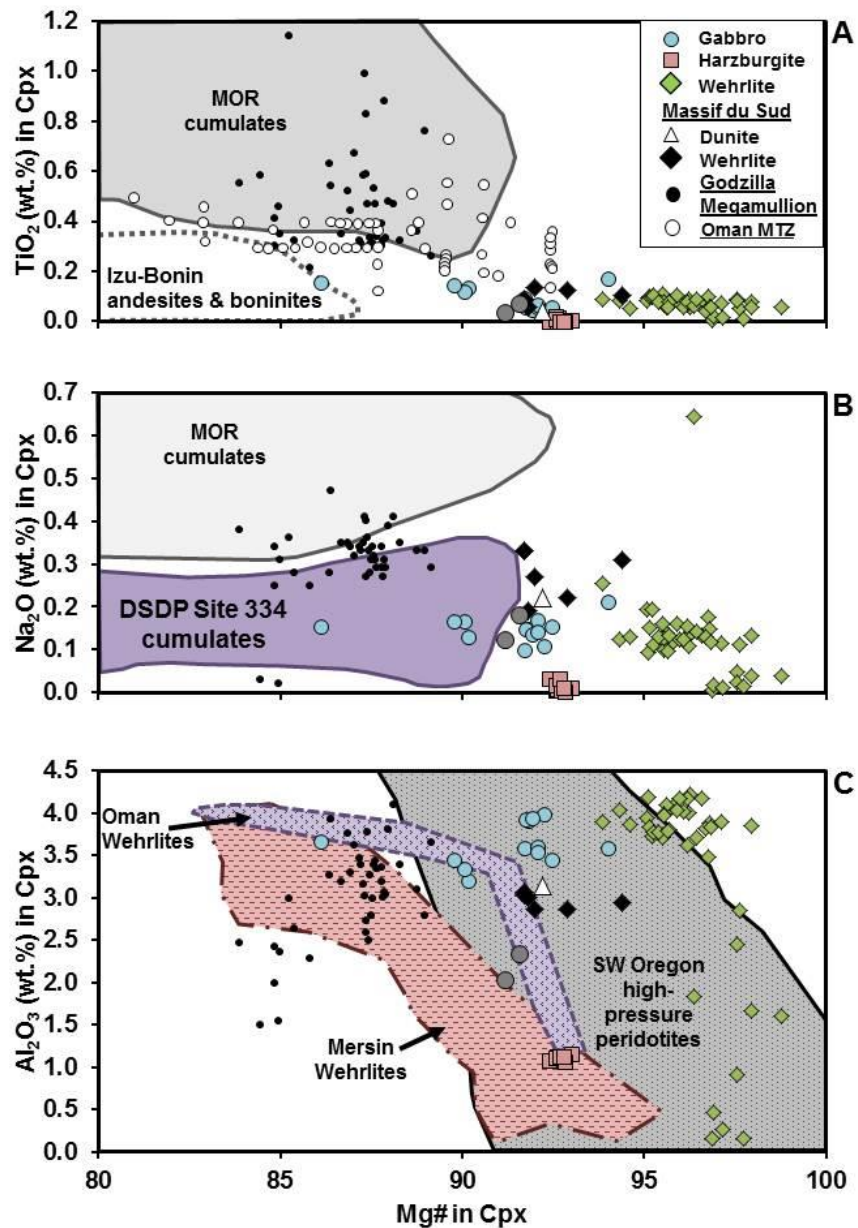 A
1.2
1.0
0.8
0.6
0.4
0.2
0.0
TiO₂ (wt.%) in Cpx
MOR
cumulates
Izu-Bonin
andesites & boninites
Gabbro
Harzburgite
Wehrlite
Massif du Sud
Dunite
Wehrlite
Godzilla
Megamullion
Oman MTZ
B
0.7
0.6
0.5
0.4
0.3
0.2
0.1
0.0
Na₂O (wt.%) in Cpx
MOR
cumulates
DSDP Site 334
cumulates
C
4.5
4.0
3.5
3.0
2.5
2.0
1.5
1.0
0.5
0.0
Al₂O₃ (wt.%) in Cpx
Oman
Wehrlites
Mersin
Wehrlites
SW Oregon
high-
pressure
peridotites
80 85 90 95 100
Mg# in Cpx